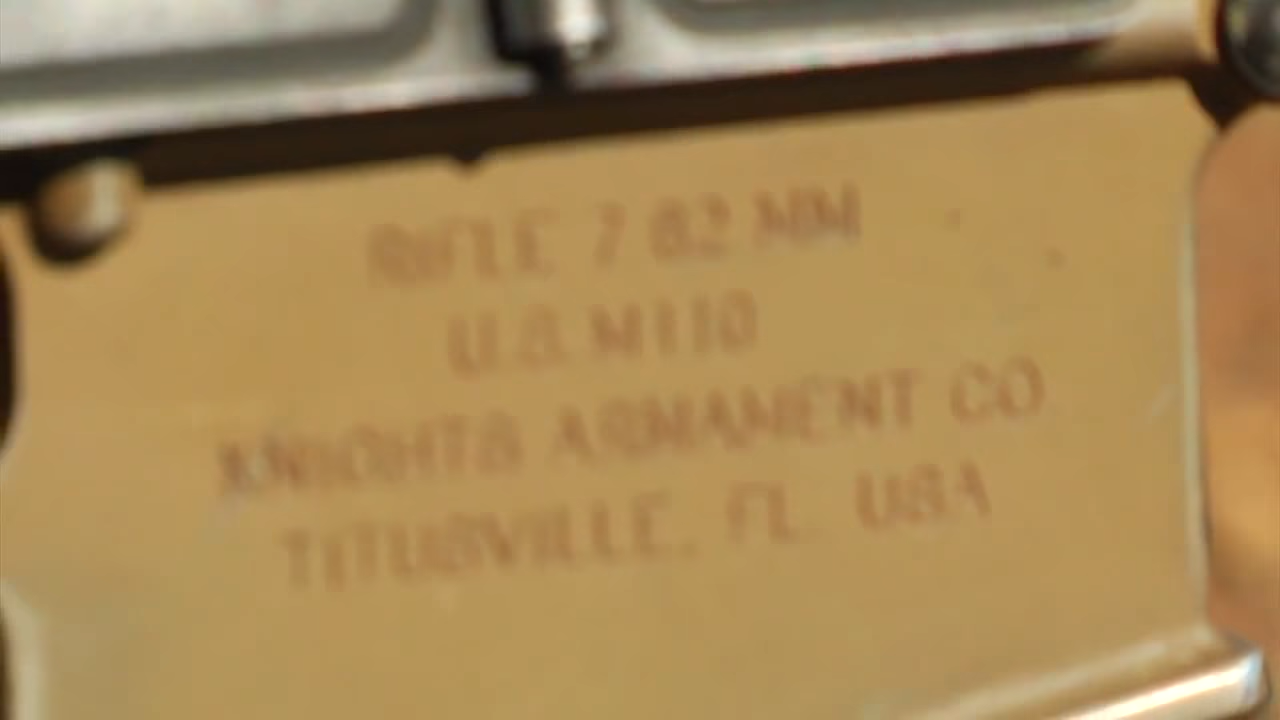 RIFLE 7.62 MM
U.S. M110
KNIGHTS ARMAMENT CO.
TITUSVILLE, FL. USA